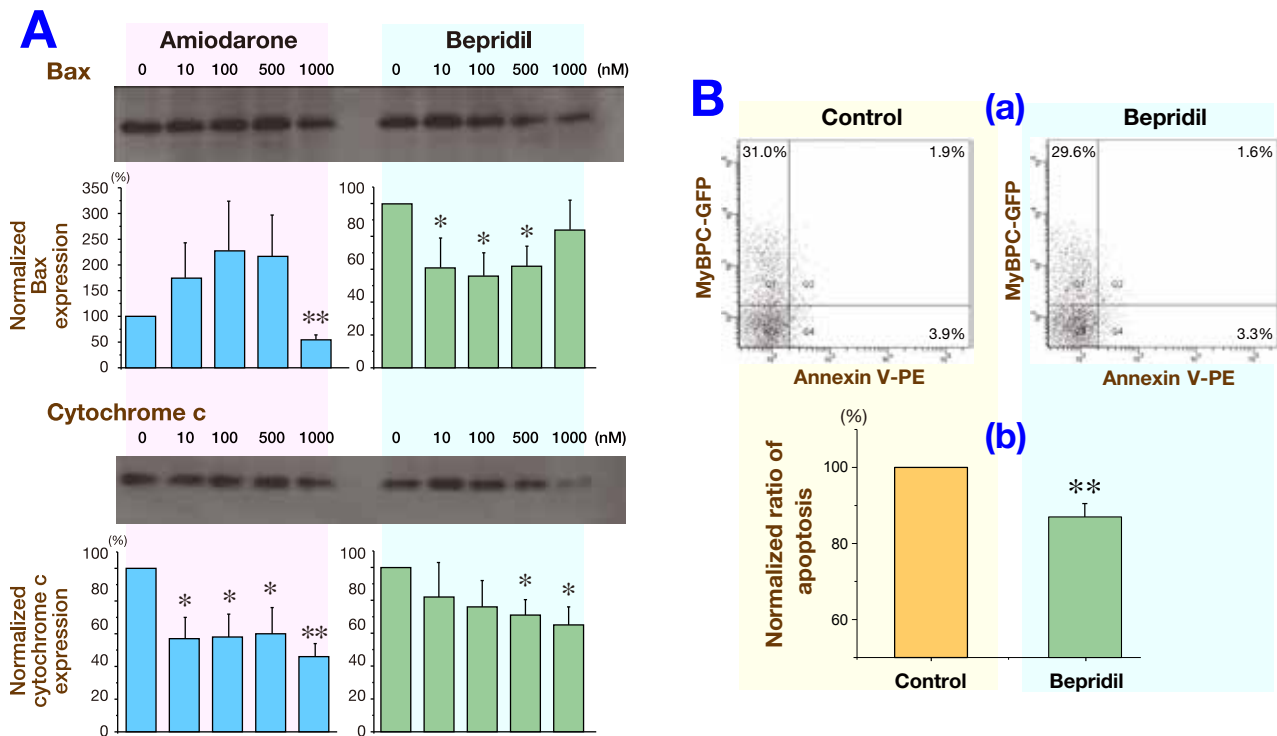 A
Amiodarone
Bepridil
Bax
0 10 100 500 1000 0 10 100 500 1000 (nM)
(%)
350
300
250
200
150
100
50
0
Normalized
Bax
expression
**
100
80
60
40
20
0
* * *
Cytochrome c
0 10 100 500 1000 0 10 100 500 1000 (nM)
(%)
100
80
60
40
20
0
Normalized
cytochrome c
expression
* * * **
100
80
60
40
20
0
* *
B
(a)
Control
Bepridil
MyBPC-GFP
31.0% 1.9%
3.9%
Annexin V-PE
MyBPC-GFP
29.6% 1.6%
3.3%
Annexin V-PE
(b)
(%)
100
80
60
Normalized ratio of
apoptosis
**
Control
Bepridil